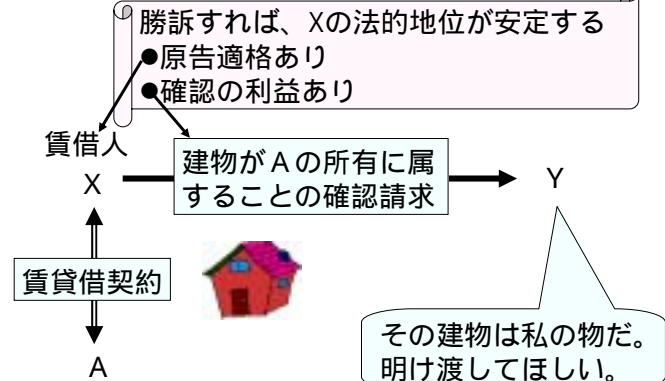 勝訴すれば、Xの法的地位が安定する
●原告適格あり
●確認の利益あり
賃借人
X
建物がAの所有に属
することの確認請求
Y
賃貸借契約
A
その建物は私の物だ。
明け渡してほしい。